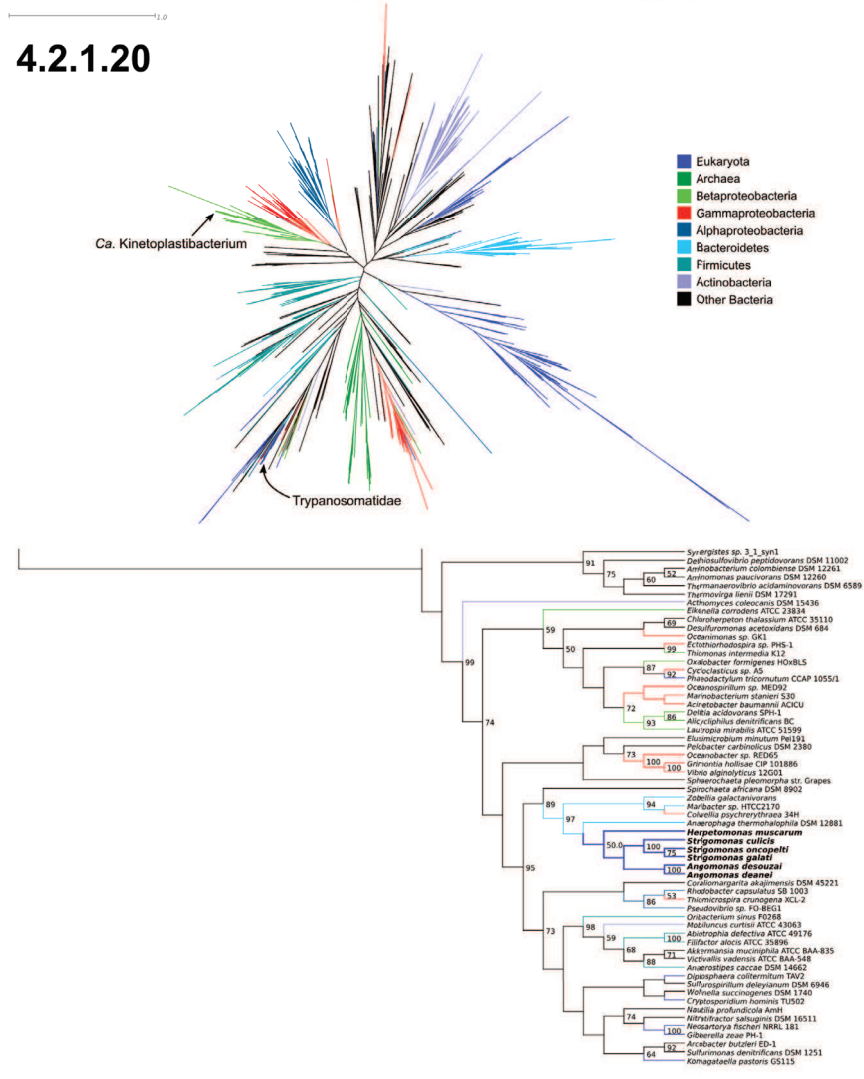 1.0
4.2.1.20
Eukaryota
Archaea
Betaproteobacteria
Gammaproteobacteria
Alphaproteobacteria
Bacteroidetes
Firmicutes
Actinobacteria
Other Bacteria
Ca. Kinetoplastibacterium
Trypanosomatidae
Synergistes sp. 3_1_syn1
91
Dethiosulfovibrio peptidovorans DSM 11002
75
52
Aminobacterium colombiense DSM 12261
60
Aminomonas paucivorans DSM 12260
Thermanaerovibrio acidaminovorans DSM 6589
Thermovirga lienii DSM 17291
99
Actinomyces coleocanis DSM 15436
74
Eikenella corrodens ATCC 23834
59
69
Chloroherpeton thalassium ATCC 35110
Desulfuromonas acetoxidans DSM 684
Oceanimonas sp. GK1
50
99
Ectothiorhodospira sp. PHS-1
Thiomonas intermedia K12
Oxalobacter formigenes HOxBLS
87
Cycloclasticus sp. A5
92
Phaeodactylum tricornutum CCAP 1055/1
Oceanospirillum sp. MED92
Marinobacterium stanieri S30
72
Acinetobacter baumannii ACICU
86
Delftia acidovorans SPH-1
93
Alicycliphilus denitrificans BC
Lautropia mirabilis ATCC 51599
Elusimicrobium minutum Pei191
Pelobacter carbinolicus DSM 2380
73
Oceanobacter sp. RED65
100
Grimontia hollisae CIP 101886
100
Vibrio alginolyticus 12G01
Sphaerochaeta pleomorpha str. Grapes
95
Spirochaeta africana DSM 8902
89
Zobellia galactanivorans
94
Maribacter sp. HTCC2170
Colwellia psychrerythraea 34H
97
Anaerophaga thermohalophila DSM 12881
Herpetomonas muscarum
50.0
Strigomonas culicis
100
75
Strigomonas oncopelti
Strigomonas galati
Angomonas desouzai
100
Angomonas deanei
73
Coraliomargarita akajimensis DSM 45221
Rhodobacter capsulatus SB 1003
53
Thiomicrospira crunogena XCL-2
86
Pseudovibrio sp. FO-BEG1
Oribacterium sinus F0268
98
Mobiluncus curtisii ATCC 43063
59
100
Abiotrophia defectiva ATCC 49176
Filifactor alocis ATCC 35896
68
71
Akkermansia muciniphila ATCC BAA-835
88
Victivallis vadensis ATCC BAA-548
Anaerostipes caccae DSM 14662
Diplosphaera colitermitum TAV2
Sulfurospirillum deleyianum DSM 6946
Wolinella succinogenes DSM 1740
Cryptosporidium hominis TU502
Nautilia profundicola AmH
74
Nitratifractor salsuginis DSM 16511
100
Neosartorya fischeri NRRL 181
Gibberella zeae PH-1
92
Arcobacter butzleri ED-1
64
Sulfurimonas denitrificans DSM 1251
Komagataella pastoris GS115